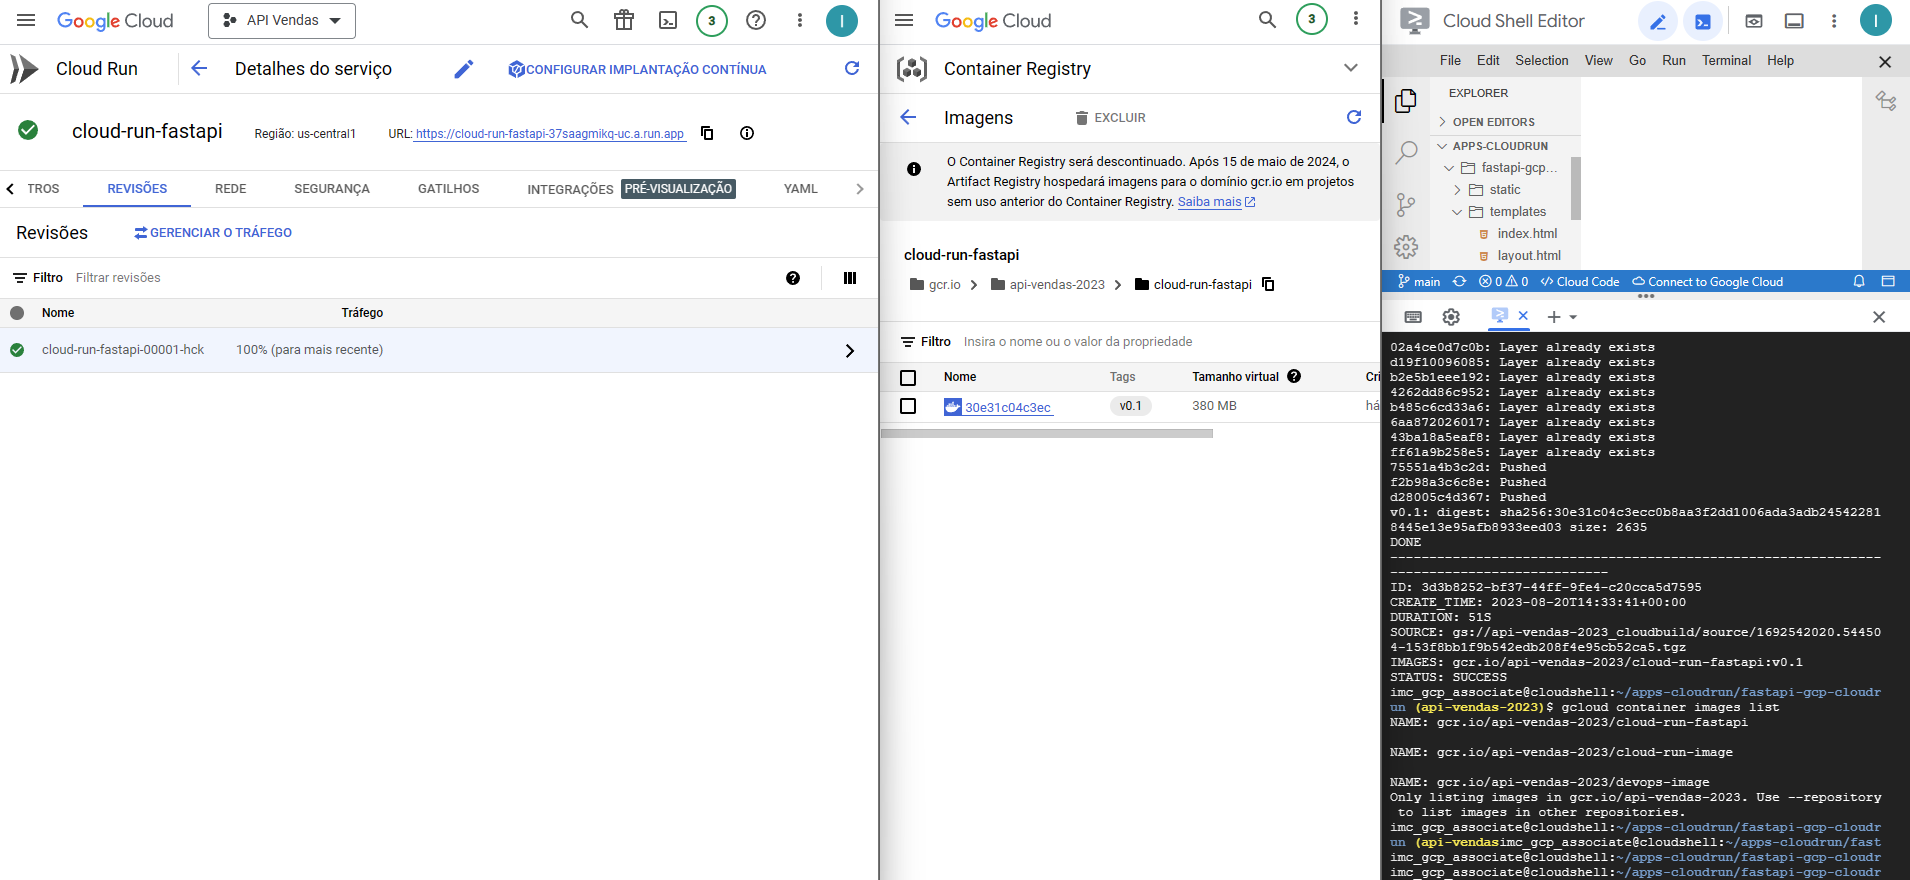 Google Cloud
API Vendas
3
I
Cloud Run
Detalhes do serviço
CONFIGURAR IMPLANTAÇÃO CONTÍNUA
cloud-run-fastapi
Região: us-central1
URL: https://cloud-run-fastapi-37saagmikq-uc.a.run.app
TROS
REVISÕES
REDE
SEGURANÇA
GATILHOS
INTEGRAÇÕES PRÉ-VISUALIZAÇÃO
YAML
Revisões
GERENCIAR O TRÁFEGO
Filtro Filtrar revisões
Nome
Tráfego
cloud-run-fastapi-00001-hck
100% (para mais recente)
Google Cloud
3
Container Registry
Imagens
EXCLUIR
O Container Registry será descontinuado. Após 15 de maio de 2024, o
Artifact Registry hospedará imagens para o domínio gcr.io em projetos
sem uso anterior do Container Registry. Saiba mais
cloud-run-fastapi
gcr.io
api-vendas-2023
cloud-run-fastapi
Filtro Insira o nome ou o valor da propriedade
Nome
Tags
Tamanho virtual
Cri
30e31c04c3ec
v0.1
380 MB
há
Cloud Shell Editor
I
File Edit Selection View Go Run Terminal Help
EXPLORER
OPEN EDITORS
APPS-CLOUDRUN
fastapi-gcp...
static
templates
index.html
layout.html
main
0
0
Cloud Code
Connect to Google Cloud
02a4ce0d7c0b: Layer already exists
d19f10096085: Layer already exists
b2e5b1eee192: Layer already exists
4262dd86c952: Layer already exists
b485c6cd33a6: Layer already exists
6aa872026017: Layer already exists
43ba18a5eaf8: Layer already exists
ff61a9b258e5: Layer already exists
75551a4b3c2d: Pushed
f2b98a3c6c8e: Pushed
d28005c4d367: Pushed
v0.1: digest: sha256:30e31c04c3ecc0b8aa3f2dd1006ada3adb24542281
8445e13e95afb8933eed03 size: 2635
DONE
---------------------------------------------------------------
----------------------------
ID: 3d3b8252-bf37-44ff-9fe4-c20cca5d7595
CREATE_TIME: 2023-08-20T14:33:41+00:00
DURATION: 51S
SOURCE: gs://api-vendas-2023_cloudbuild/source/1692542020.54450
4-153f8bb1f9b542edb208f4e95cb52ca5.tgz
IMAGES: gcr.io/api-vendas-2023/cloud-run-fastapi:v0.1
STATUS: SUCCESS
imc_gcp_associate@cloudshell:~/apps-cloudrun/fastapi-gcp-cloudr
un (api-vendas-2023)$ gcloud container images list
NAME: gcr.io/api-vendas-2023/cloud-run-fastapi
NAME: gcr.io/api-vendas-2023/cloud-run-image
NAME: gcr.io/api-vendas-2023/devops-image
Only listing images in gcr.io/api-vendas-2023. Use --repository
to list images in other repositories.
imc_gcp_associate@cloudshell:~/apps-cloudrun/fastapi-gcp-cloudr
un (api-vendasimc_gcp_associate@cloudshell:~/apps-cloudrun/fast
imc_gcp_associate@cloudshell:~/apps-cloudrun/fastapi-gcp-cloudr
imc_gcp_associate@cloudshell:~/apps-cloudrun/fastapi-gcp-cloudr